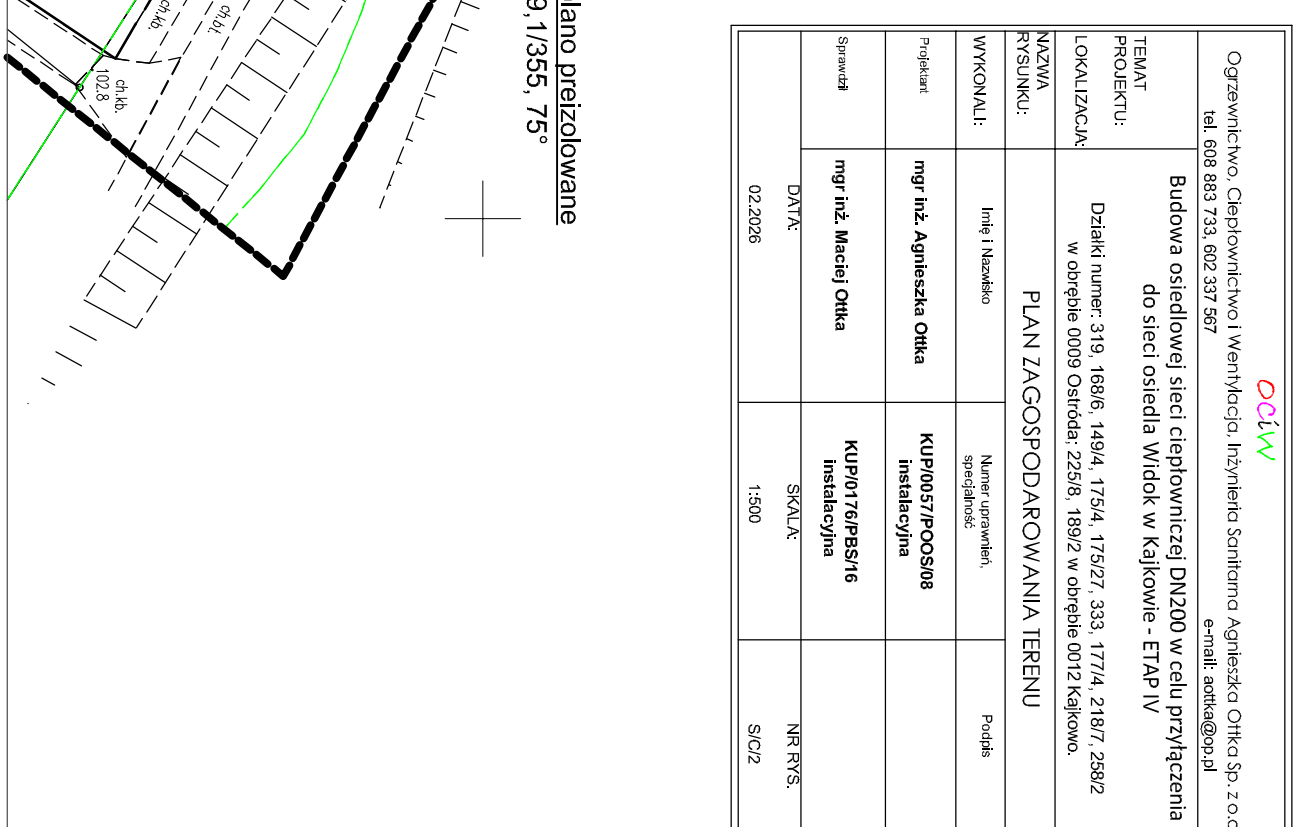 ociw
Ogrzewnictwo, Ciepłownictwo i Wentylacja, Inżynieria Sanitarna Agnieszka Ottka Sp. z o.o
tel. 608 883 733, 602 337 567 e-mail: aottka@op.pl
TEMAT
PROJEKTU:
Budowa osiedlowej sieci ciepłowniczej DN200 w celu przyłączenia
do sieci osiedla Widok w Kajkowie - ETAP IV
LOKALIZACJA:
Działki numer: 319, 168/6, 149/4, 175/4, 175/27, 333, 177/4, 218/7, 258/2
w obrębie 0009 Ostróda; 225/8, 189/2 w obrębie 0012 Kajkowo.
NAZWA
RYSUNKU:
PLAN ZAGOSPODAROWANIA TERENU
WYKONALI:
Imię i Nazwisko
Numer uprawnień,
specjalność
Podpis
Projektant
mgr inż. Agnieszka Ottka
KUP/0057/POOS/08
instalacyjna
Sprawdził
mgr inż. Maciej Ottka
KUP/0176/PBS/16
instalacyjna
DATA:
02.2026
SKALA:
1:500
NR RYS.
S/C/2
elano preizolowane
9,1/355, 75°
ch.bt.
ch.kb.
ch.kb.
102.8